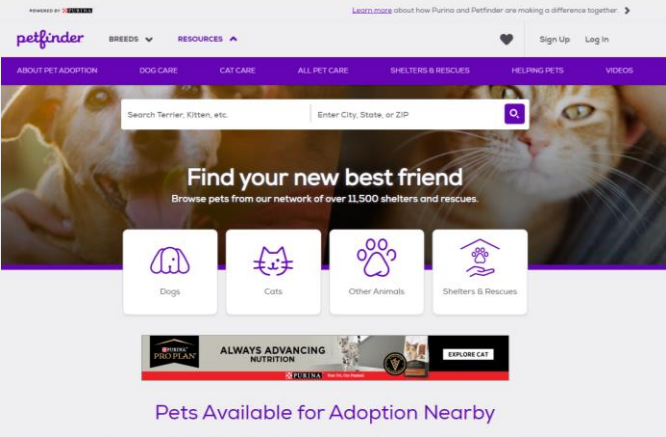 POWERED BY PURINA
Learn more about how Purina and Petfinder are making a difference together.
petfinder
BREEDS
RESOURCES
Sign Up
Log In
ABOUT PET ADOPTION
DOG CARE
CAT CARE
ALL PET CARE
SHELTERS & RESCUES
HELPING PETS
VIDEOS
Search Terrier, Kitten, etc.
Enter City, State, or ZIP
Find your new best friend
Browse pets from our network of over 11,500 shelters and rescues.
Dogs
Cats
Other Animals
Shelters & Rescues
PURINA
PRO PLAN
ALWAYS ADVANCING
NUTRITION
EXPLORE CAT
PURINA
Pets Available for Adoption Nearby